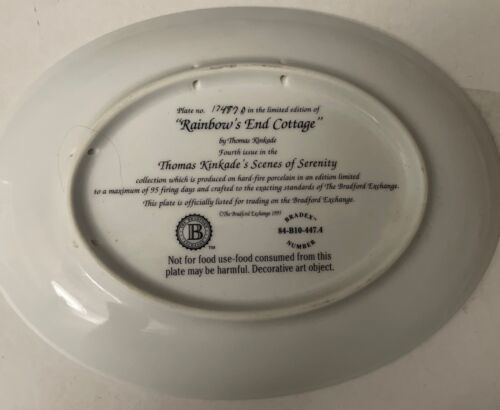 Plate no. 17487D in the limited edition of
"Rainbow's End Cottage"
by Thomas Kinkade
Fourth issue in the
Thomas Kinkade's Scenes of Serenity
collection which is produced on hard-fire porcelain in an edition limited
to a maximum of 95 firing days and crafted to the exacting standards of The Bradford Exchange.
This plate is officially listed for trading on the Bradford Exchange.
©The Bradford Exchange 1995
B
TM
BRADEX™
84-B10-447.4
NUMBER
Not for food use-food consumed from this
plate may be harmful. Decorative art object.